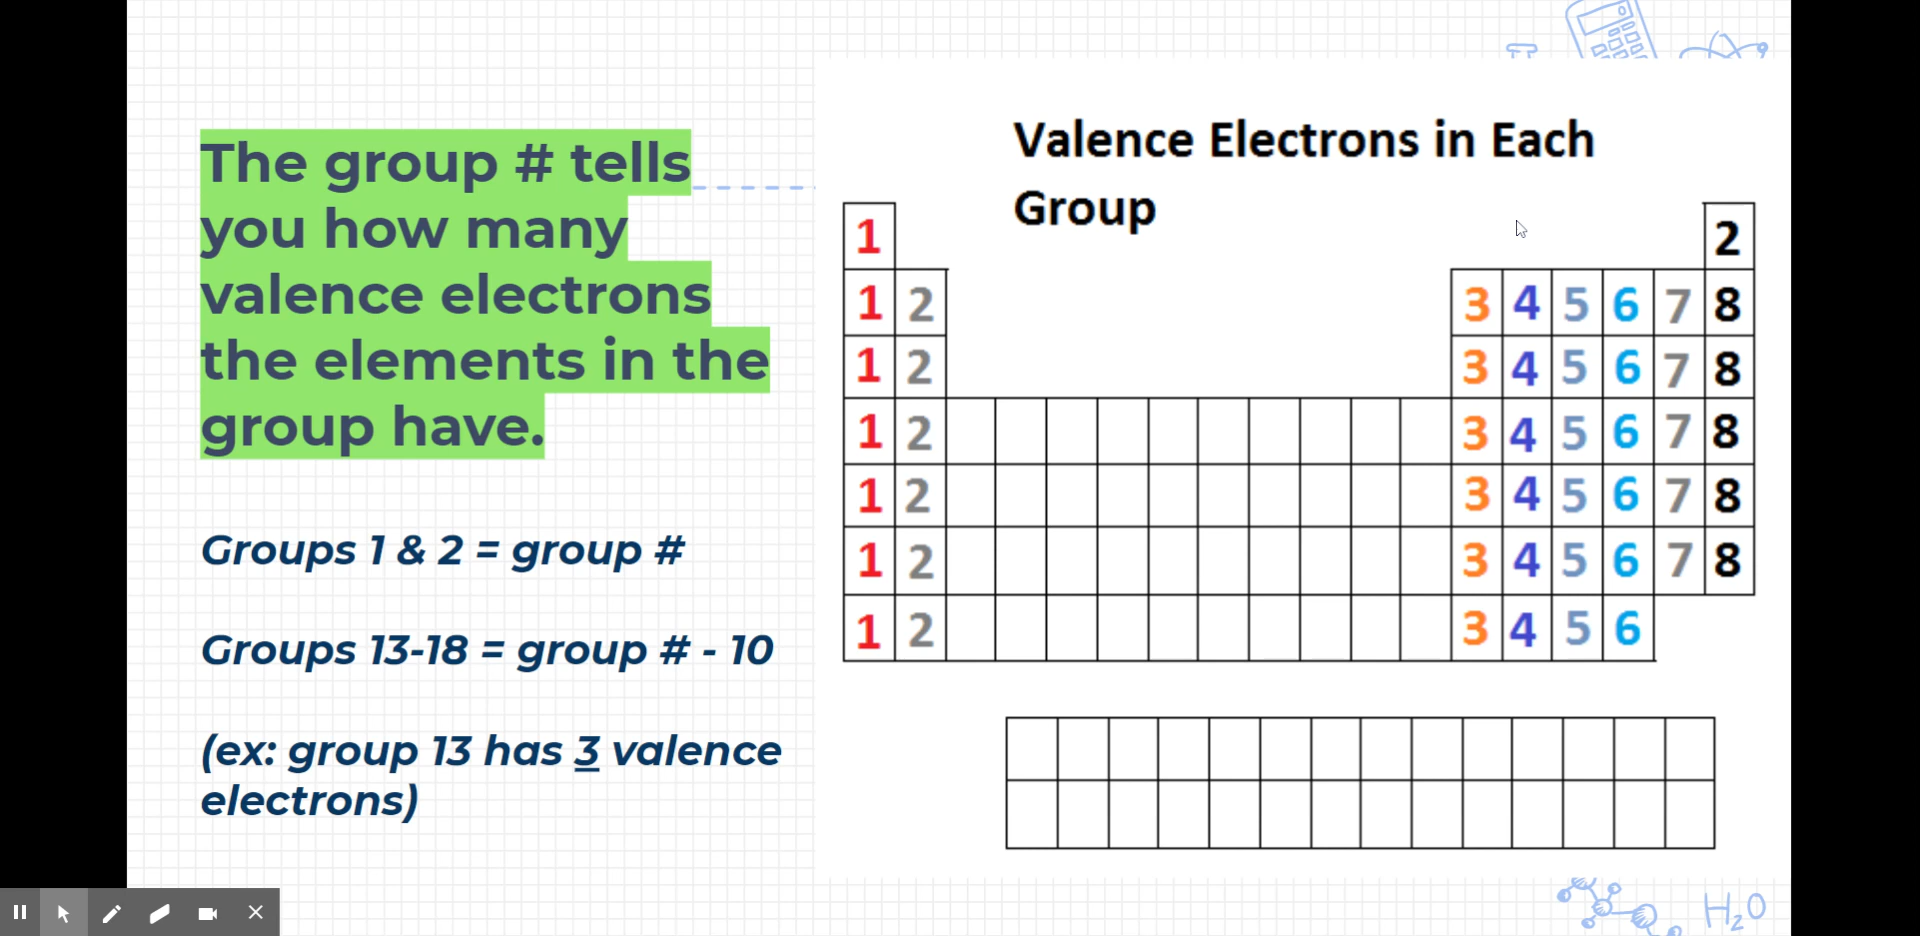 The group # tells
you how many
valence electrons
the elements in the
group have.
Groups 1 & 2 = group #
Groups 13-18 = group # - 10
(ex: group 13 has 3 valence
electrons)
Valence Electrons in Each
Group
1 2
1 2 3 4 5 6 7 8
1 2 3 4 5 6 7 8
1 2 3 4 5 6 7 8
1 2 3 4 5 6 7 8
1 2 3 4 5 6 7 8
1 2 3 4 5 6
H₂O